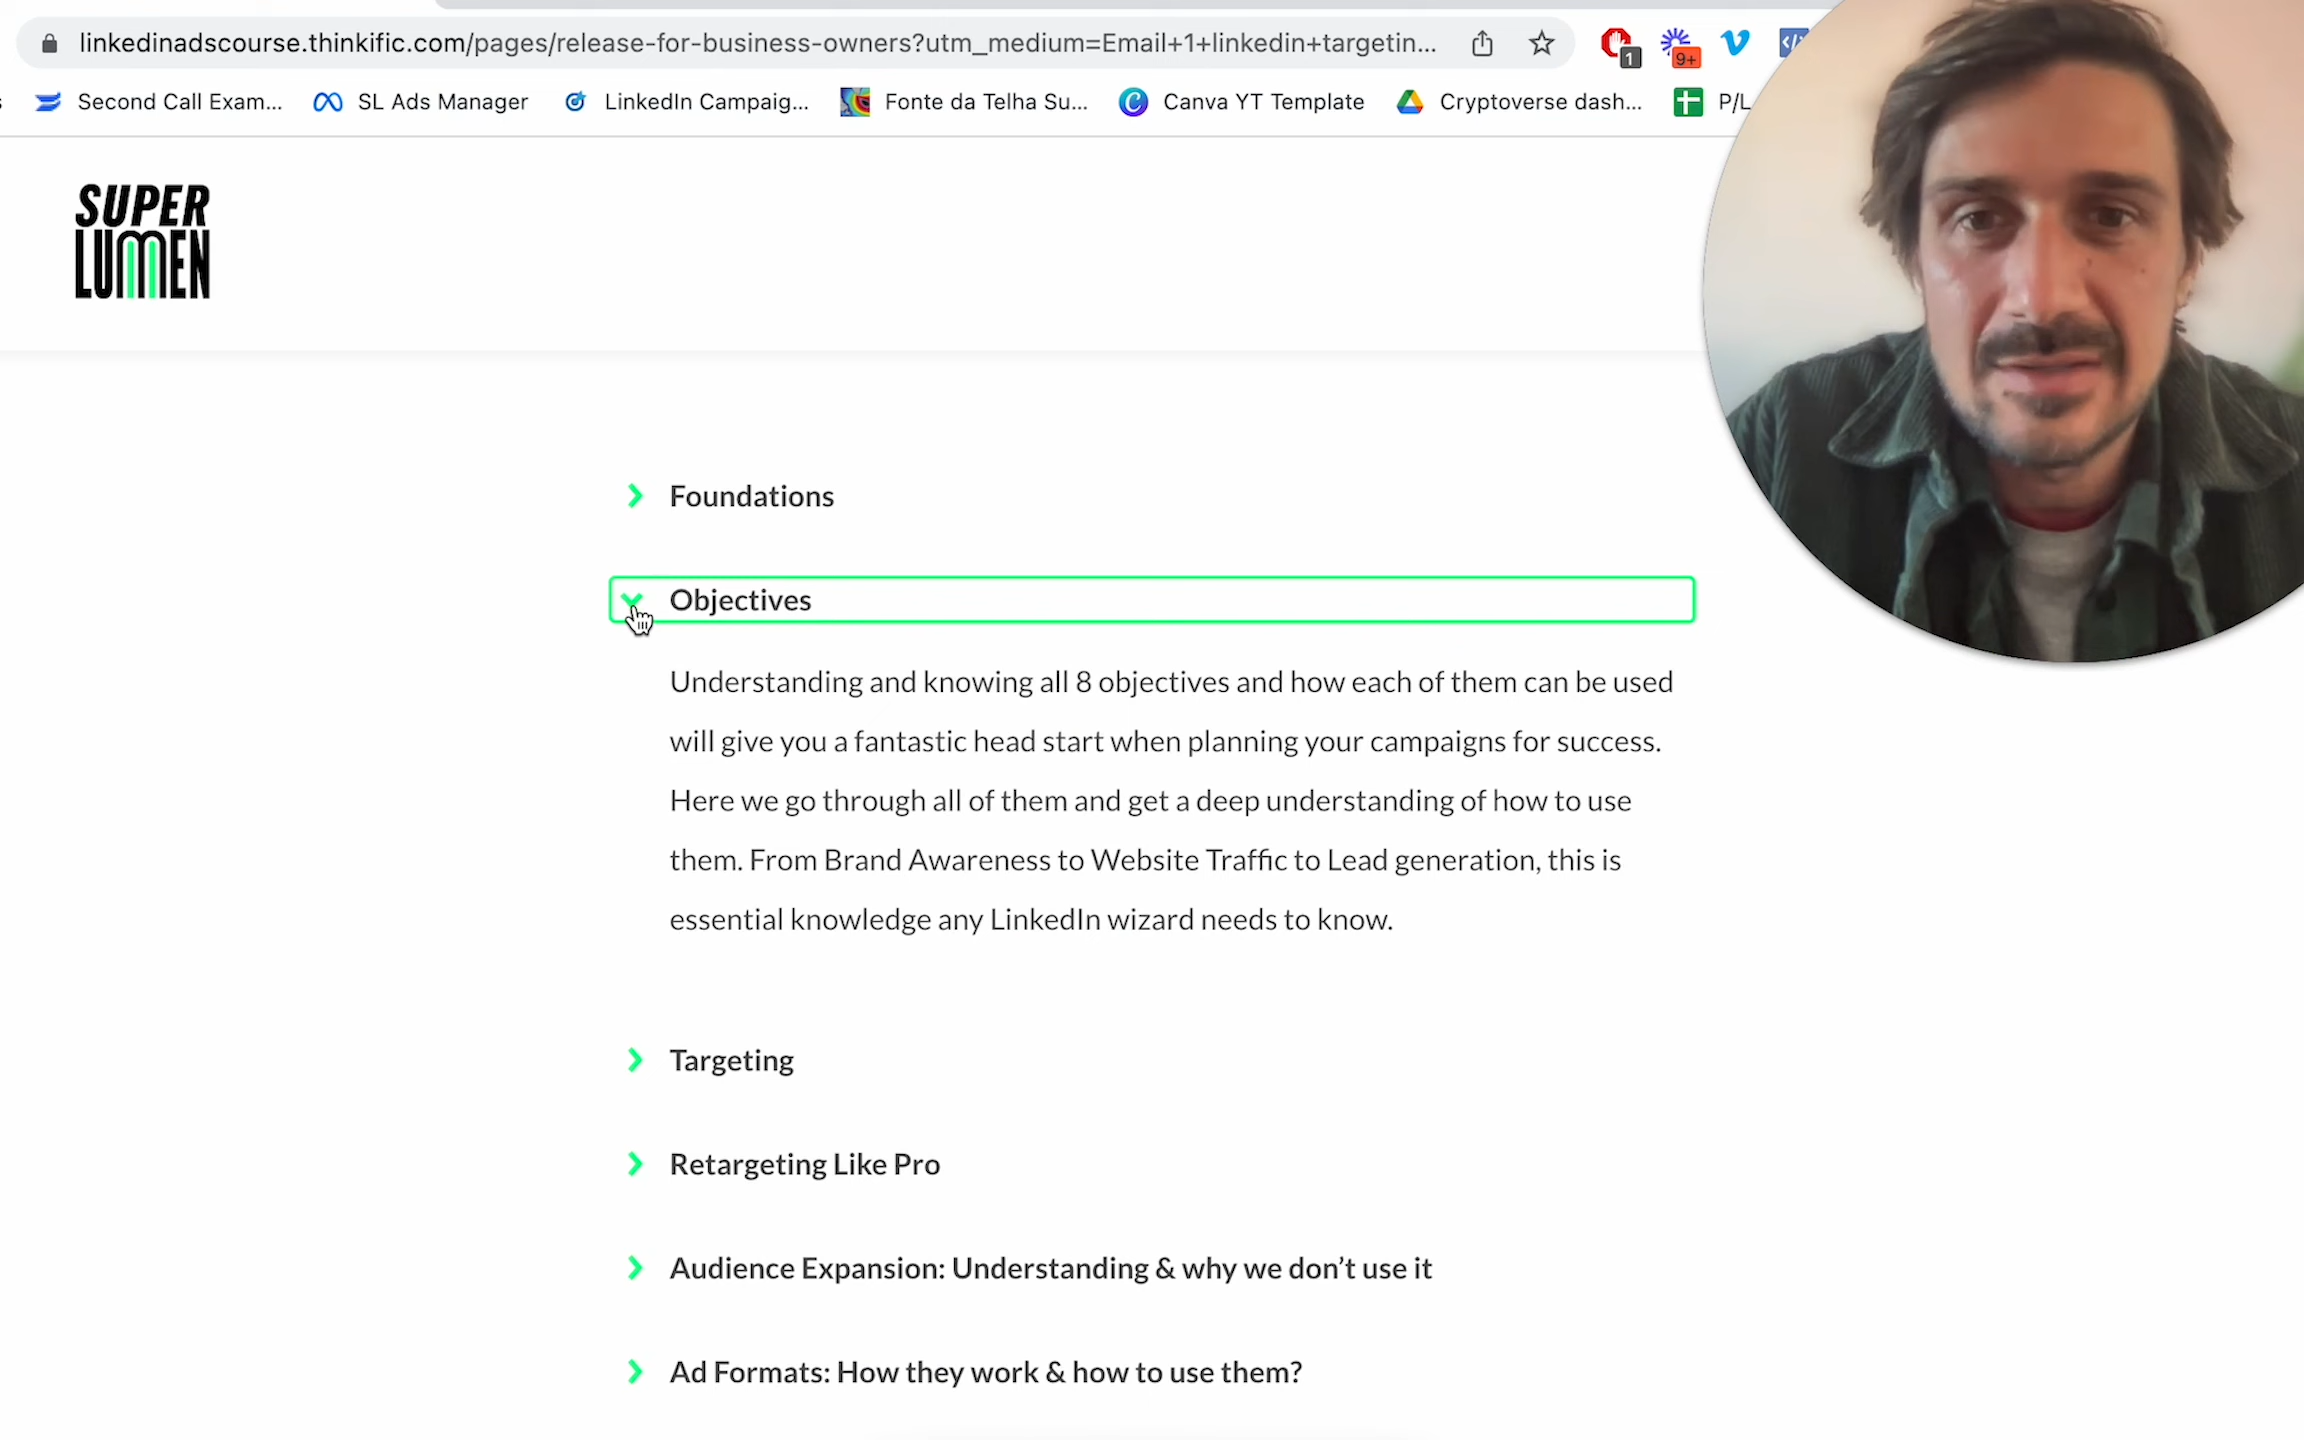 linkedinadscourse.thinkific.com/pages/release-for-business-owners?utm_medium=Email+1+linkedin+targetin...
1
9+
</>
s
Second Call Exam...
SL Ads Manager
LinkedIn Campaig...
Fonte da Telha Su...
Canva YT Template
Cryptoverse dash...
P/L
SUPER
LUMEN
Foundations
Objectives
Understanding and knowing all 8 objectives and how each of them can be used
will give you a fantastic head start when planning your campaigns for success.
Here we go through all of them and get a deep understanding of how to use
them. From Brand Awareness to Website Traffic to Lead generation, this is
essential knowledge any LinkedIn wizard needs to know.
Targeting
Retargeting Like Pro
Audience Expansion: Understanding & why we don’t use it
Ad Formats: How they work & how to use them?